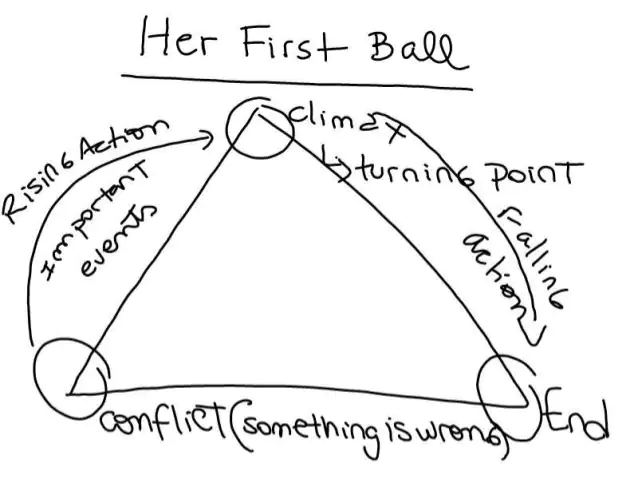 Her First Ball
climax
↳ turning point
Rising Action
Important
events
Falling
action
conflict (something is wrong)
End